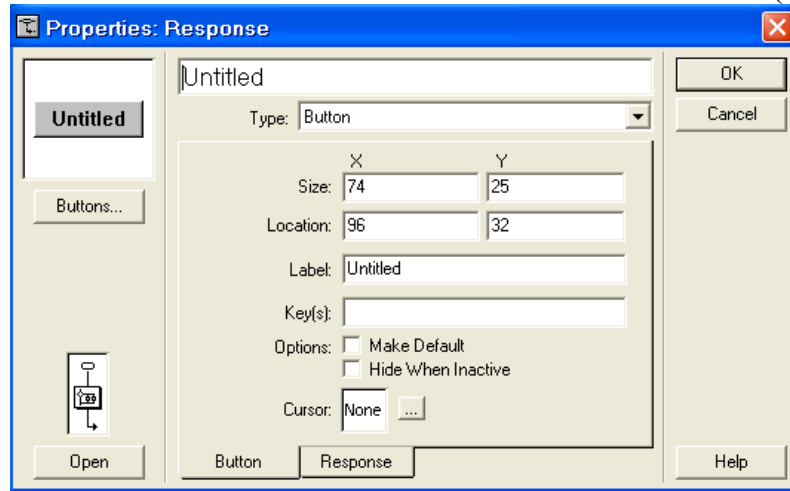 (
Properties: Response
Untitled
OK
Untitled
Type: Button
Cancel
X Y
Size: 74 25
Buttons...
Location: 96 32
Label: Untitled
Key(s):
Options: Make Default
Hide When Inactive
Cursor: None ...
Open
Button Response
Help